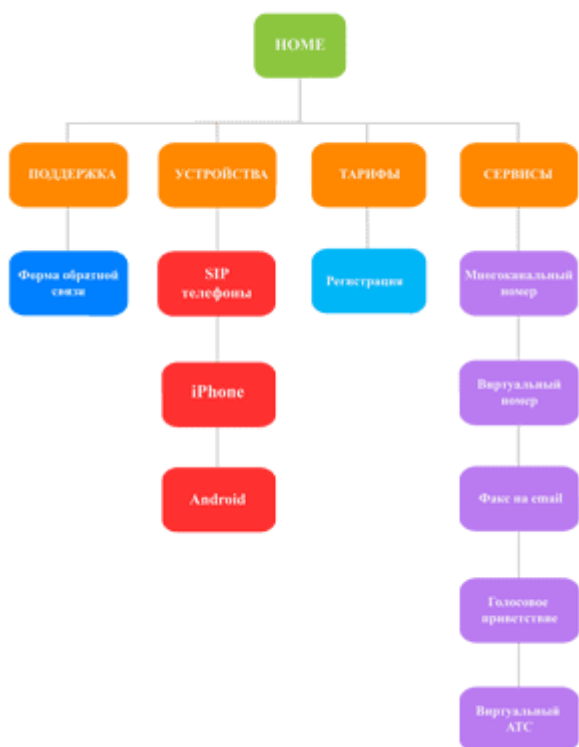 HOME
ПОДДЕРЖКА
УСТРОЙСТВА
ТАРИФЫ
СЕРВИСЫ
Форма обратной
связи
SIP
телефоны
Регистрация
Многоканальный
номер
iPhone
Виртуальный
номер
Android
Факс на email
Голосовое
приветствие
Виртуальный
АТС